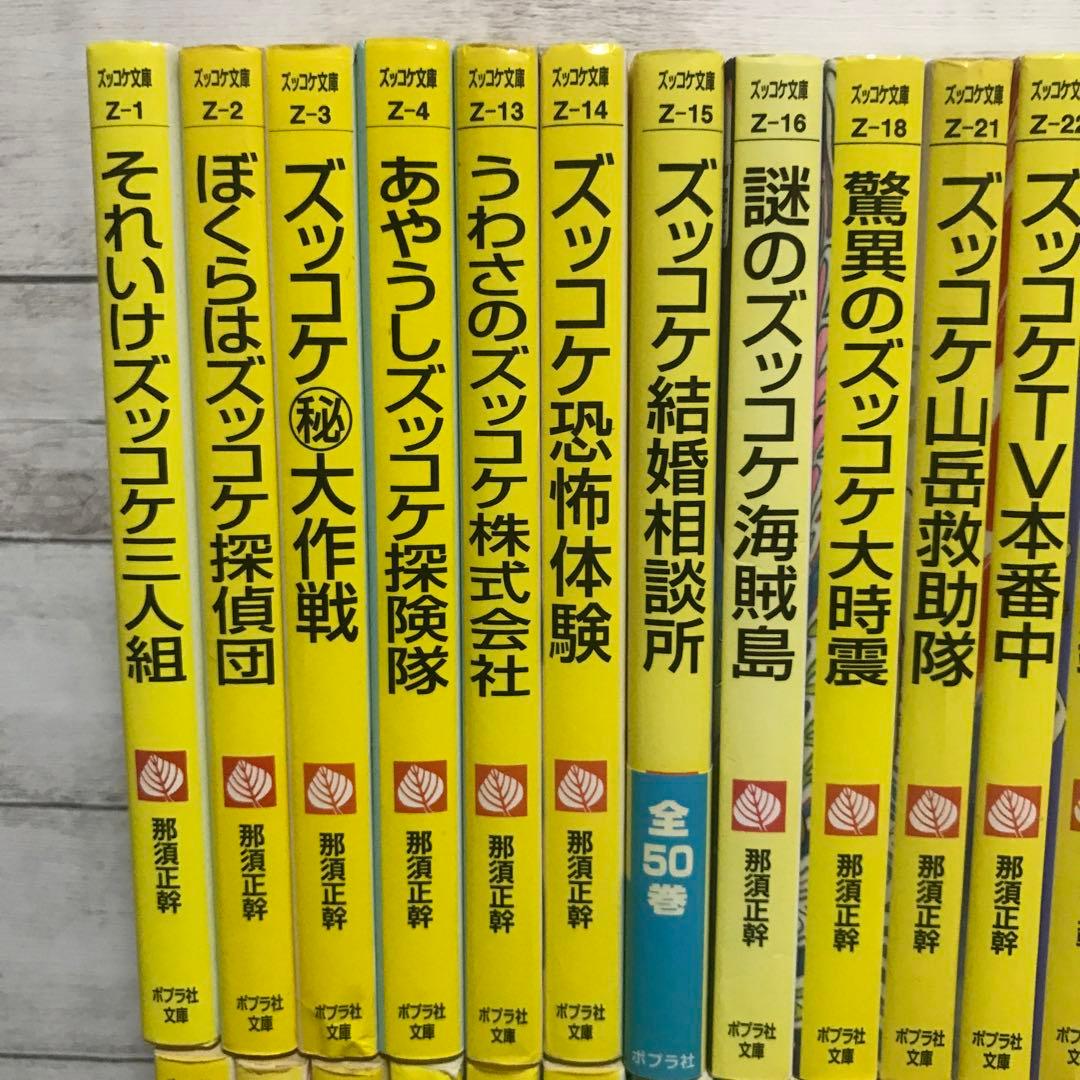 ズッコケ文庫
Z-1
それいけズッコケ三人組
那須正幹
ポプラ社
文庫
ズッコケ文庫
Z-2
ぼくらはズッコケ探偵団
那須正幹
ポプラ社
文庫
ズッコケ文庫
Z-3
ズッコケ㊙大作戦
那須正幹
ポプラ社
文庫
ズッコケ文庫
Z-4
あやうしズッコケ探険隊
那須正幹
ポプラ社
文庫
ズッコケ文庫
Z-13
うわさのズッコケ株式会社
那須正幹
ポプラ社
文庫
ズッコケ文庫
Z-14
ズッコケ恐怖体験
那須正幹
ポプラ社
文庫
ズッコケ文庫
Z-15
ズッコケ結婚相談所
全50巻
ポプラ社
ズッコケ文庫
Z-16
謎のズッコケ海賊島
那須正幹
ポプラ社
文庫
ズッコケ文庫
Z-18
驚異のズッコケ大時震
那須正幹
ポプラ社
文庫
ズッコケ文庫
Z-21
ズッコケ山岳救助隊
那須正幹
ポプラ社
文庫
ズッコケ文庫
Z-22
ズッコケTV本番中
那須正幹
ポプラ社
文庫